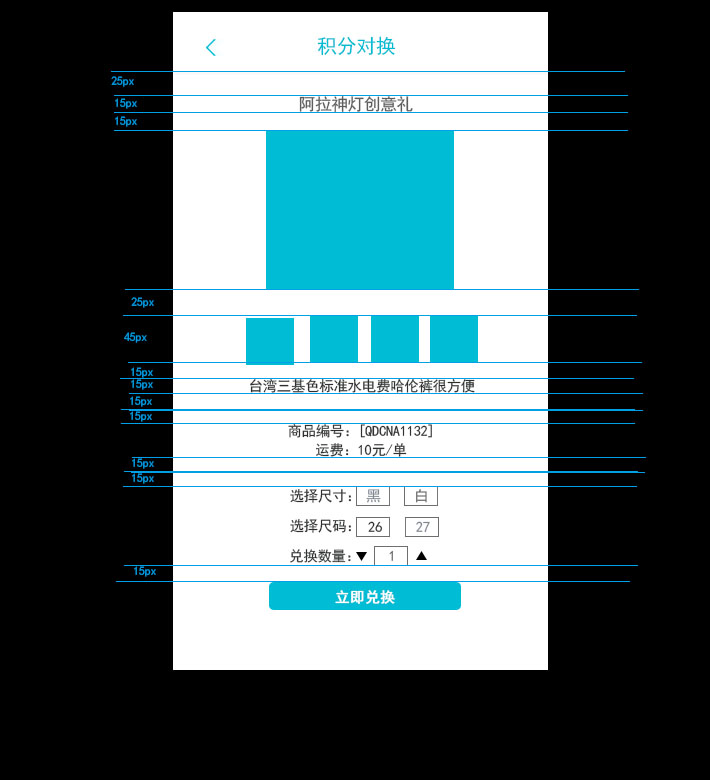 积分对换
25px
15px
阿拉神灯创意礼
15px
25px
45px
15px
15px
台湾三基色标准水电费哈伦裤很方便
15px
15px
商品编号：[QDCNA1132]
运费：10元/单
15px
15px
选择尺寸：黑 白
选择尺码：26 27
兑换数量：▼ 1 ▲
15px
立即兑换